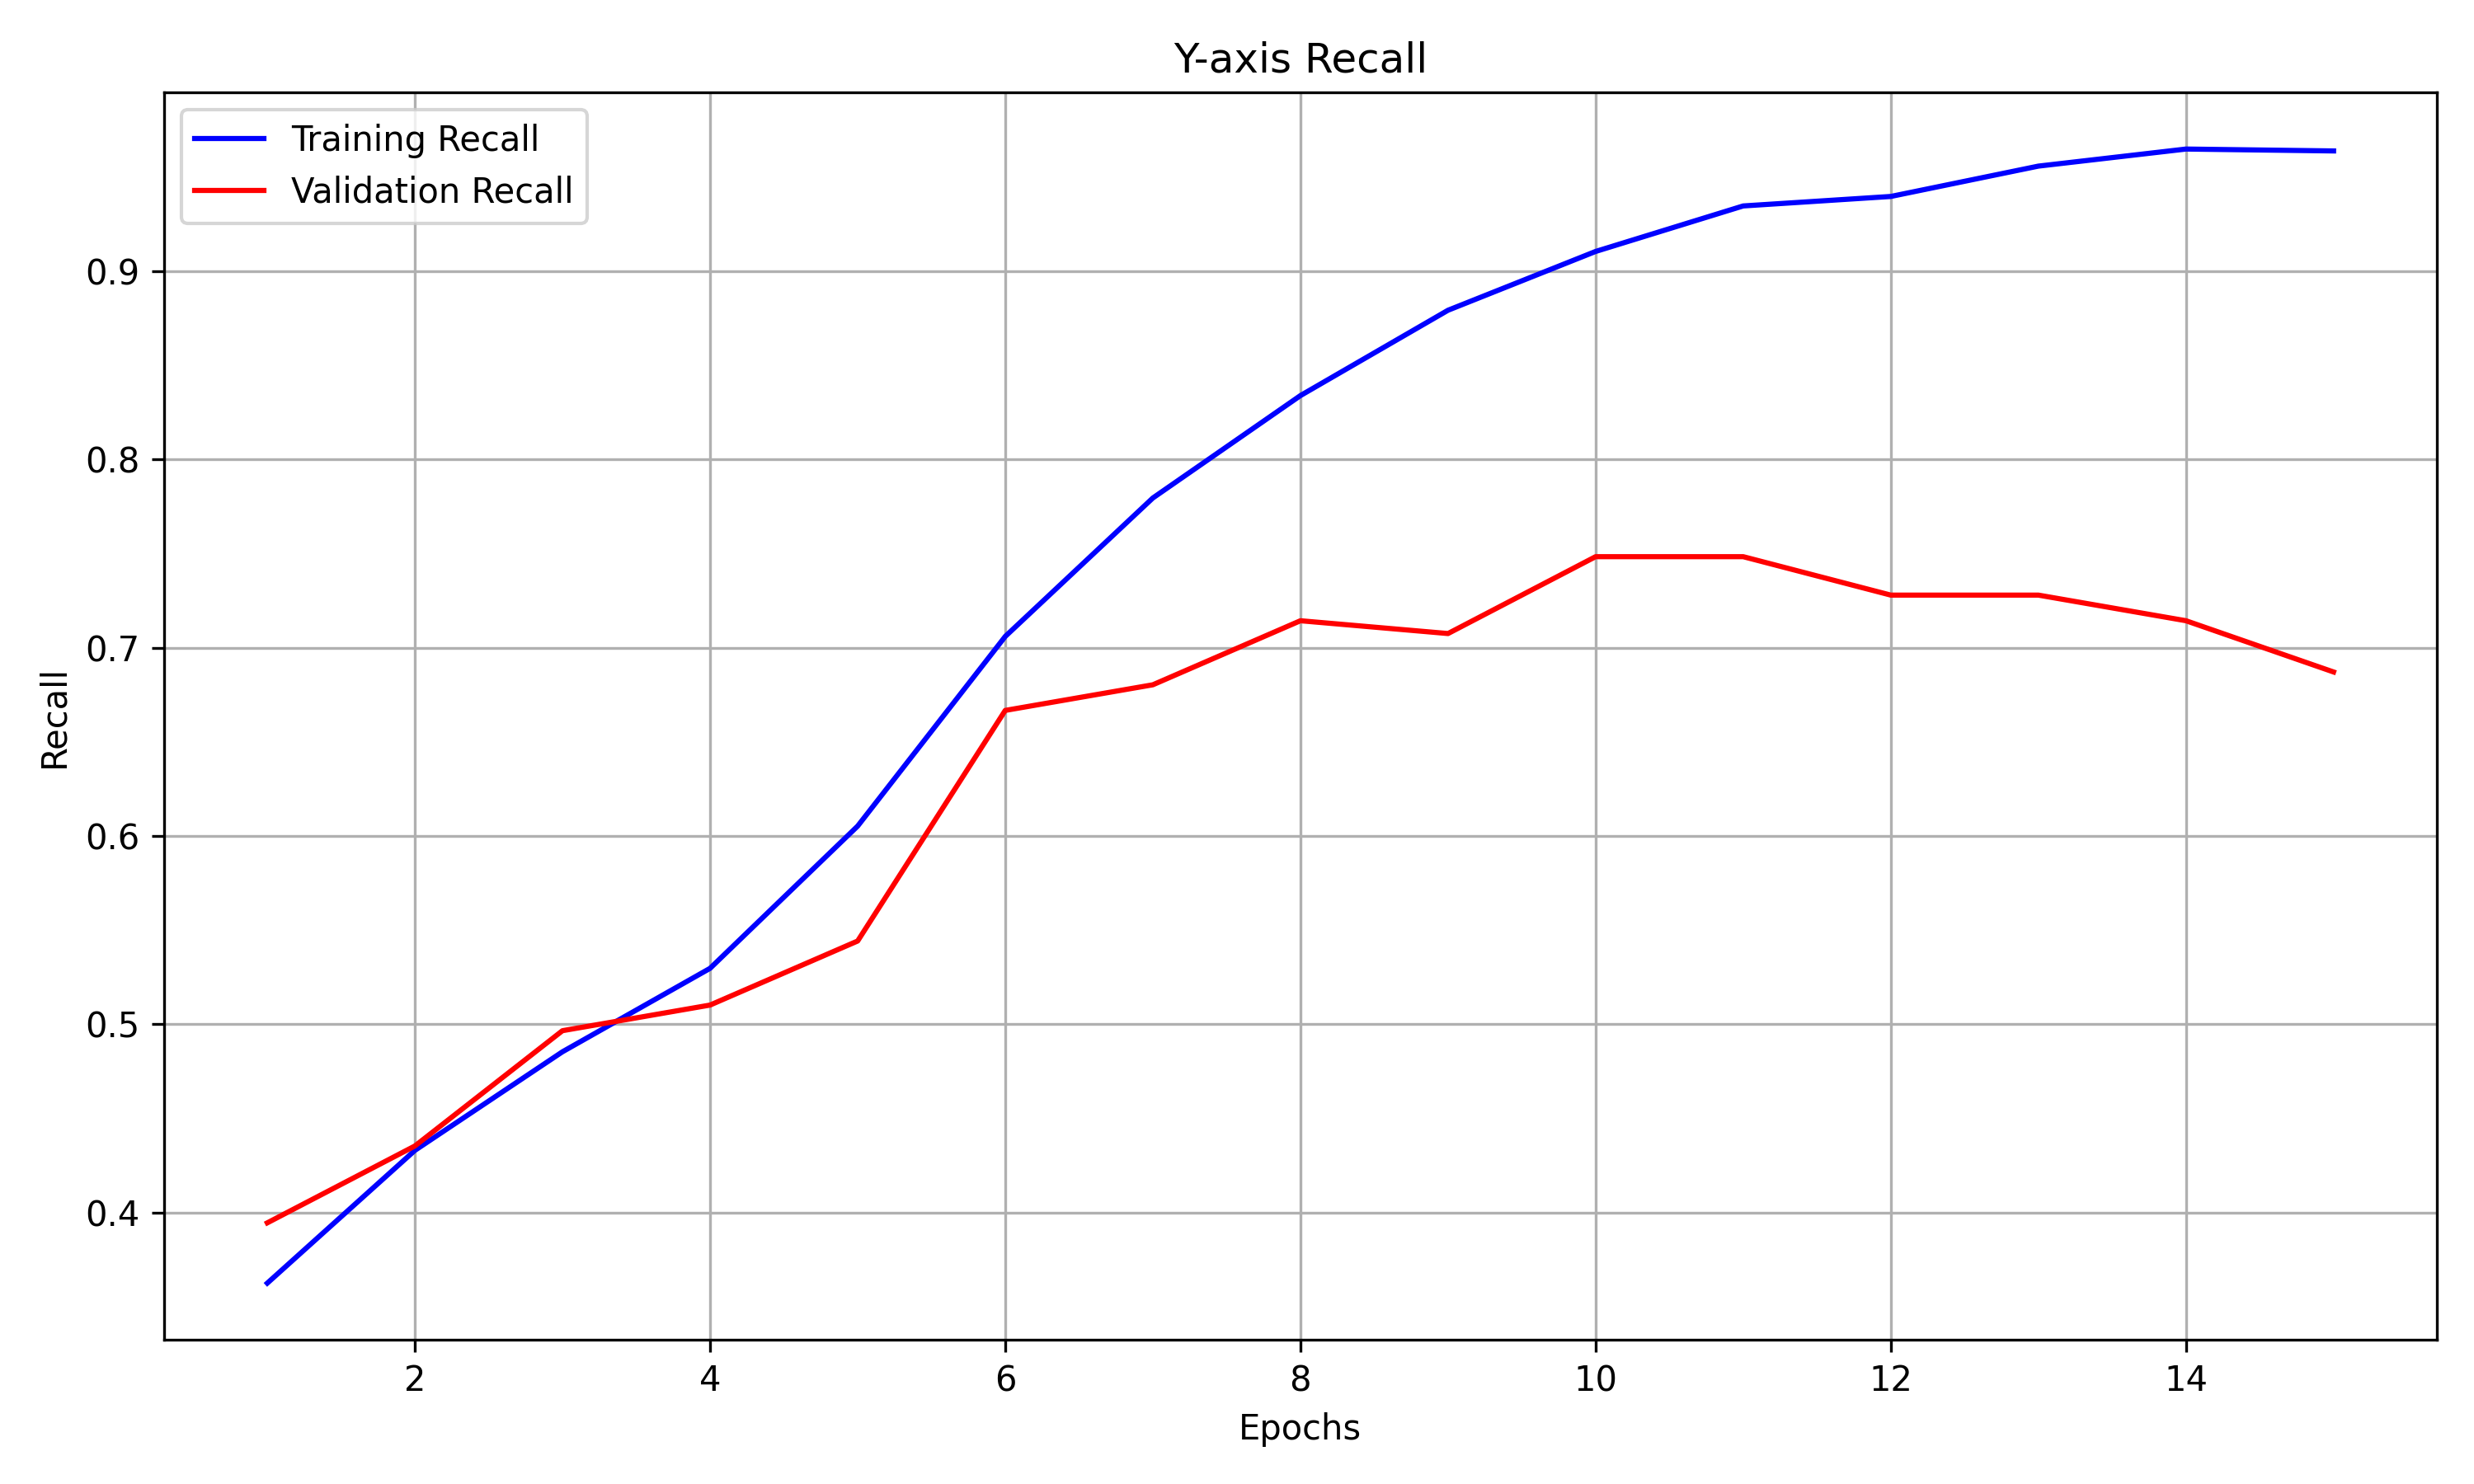 Y-axis Recall
Training Recall
Validation Recall
0.9
0.8
0.7
0.6
0.5
0.4
Recall
2 4 6 8 10 12 14
Epochs